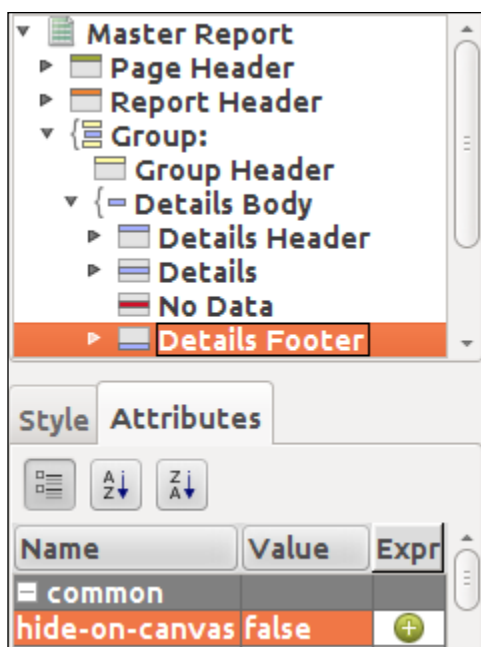 Master Report
Page Header
Report Header
Group:
Group Header
Details Body
Details Header
Details
No Data
Details Footer
Style Attributes
A Z Z A
Name Value Expr
common
hide-on-canvas false